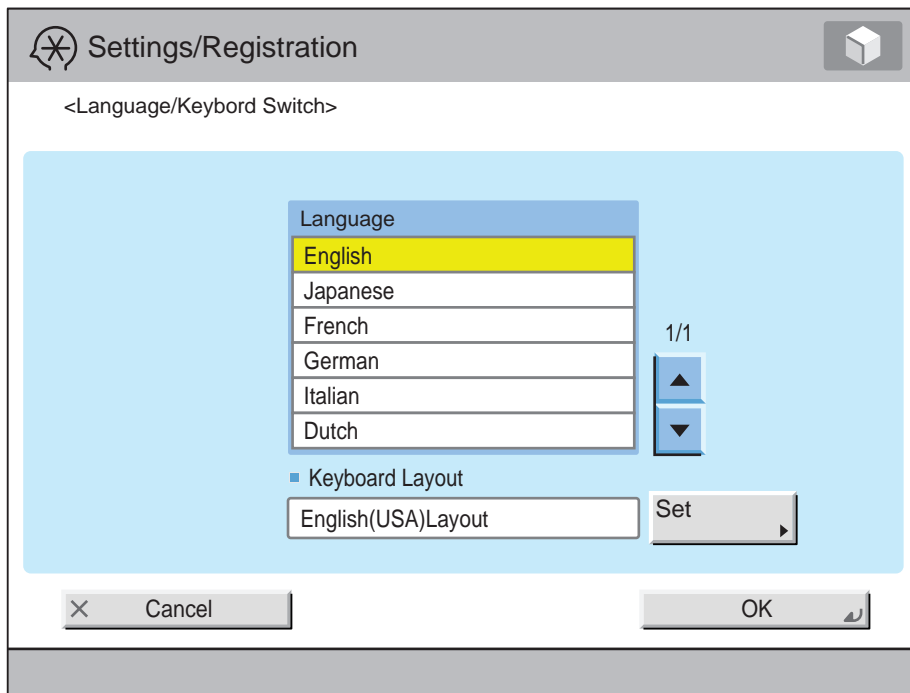 Settings/Registration
<Language/Keybord Switch>
Language
English
Japanese
French
German
Italian
Dutch
1/1
Keyboard Layout
English(USA)Layout
Set
Cancel
OK